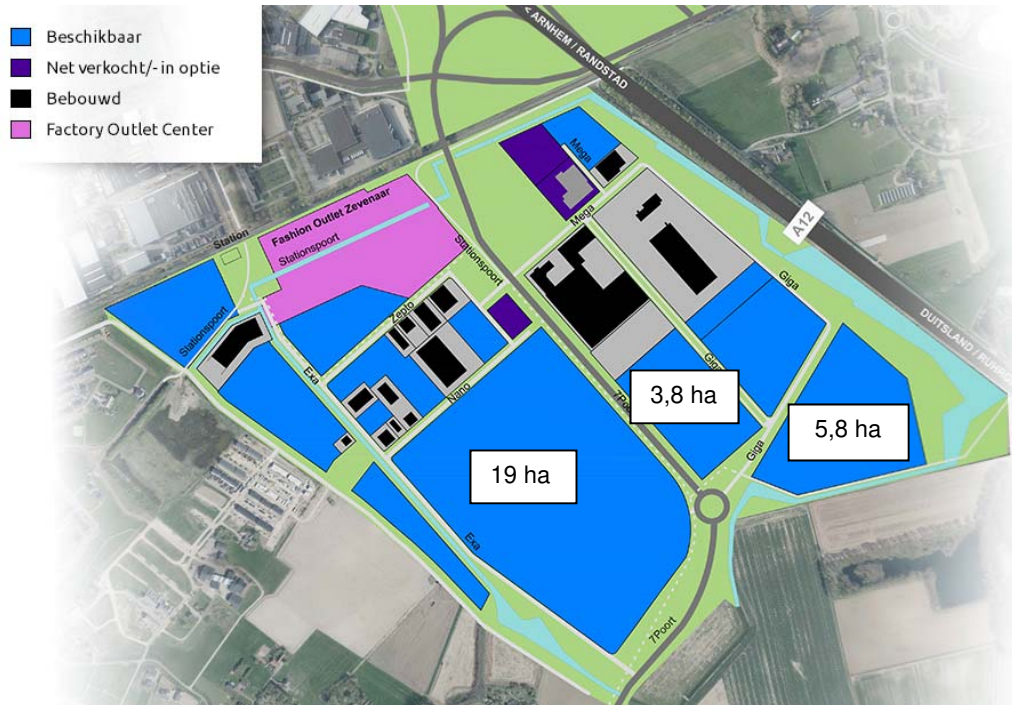 Beschikbaar
Net verkocht/- in optie
Bebouwd
Factory Outlet Center
< ARNHEM / RANDSTAD
Mega
Mega
A12
Fashion Outlet Zevenaar
Station
Stationspoort
Stationspoort
Giga
DUITSLAND / RUHR
Stationspoort
Zepto
Exa
Giga
Nano
7Po
3,8 ha
5,8 ha
19 ha
Giga
Exa
7Poort